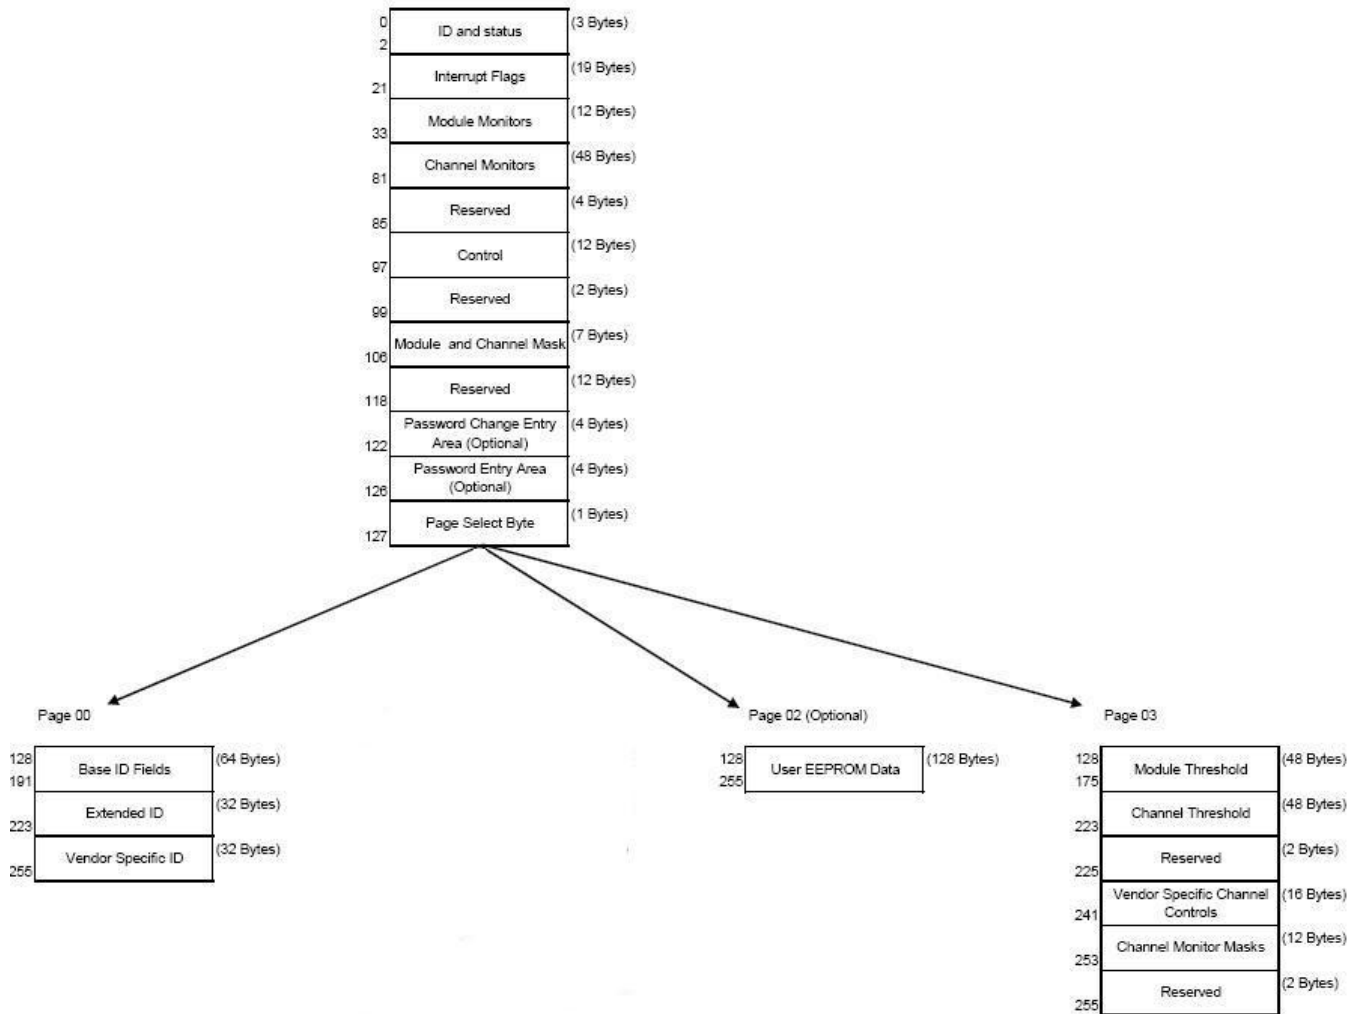 0
ID and status
(3 Bytes)
2
Interrupt Flags
(19 Bytes)
21
Module Monitors
(12 Bytes)
33
Channel Monitors
(48 Bytes)
81
Reserved
(4 Bytes)
85
Control
(12 Bytes)
97
Reserved
(2 Bytes)
99
Module and Channel Mask
(7 Bytes)
106
Reserved
(12 Bytes)
118
Password Change Entry
Area (Optional)
(4 Bytes)
122
Password Entry Area
(Optional)
(4 Bytes)
126
Page Select Byte
(1 Bytes)
127
Page 00
128
Base ID Fields
(64 Bytes)
191
Extended ID
(32 Bytes)
223
Vendor Specific ID
(32 Bytes)
255
Page 02 (Optional)
128
User EEPROM Data
(128 Bytes)
255
Page 03
128
Module Threshold
(48 Bytes)
175
Channel Threshold
(48 Bytes)
223
Reserved
(2 Bytes)
225
Vendor Specific Channel
Controls
(16 Bytes)
241
Channel Monitor Masks
(12 Bytes)
253
Reserved
(2 Bytes)
255